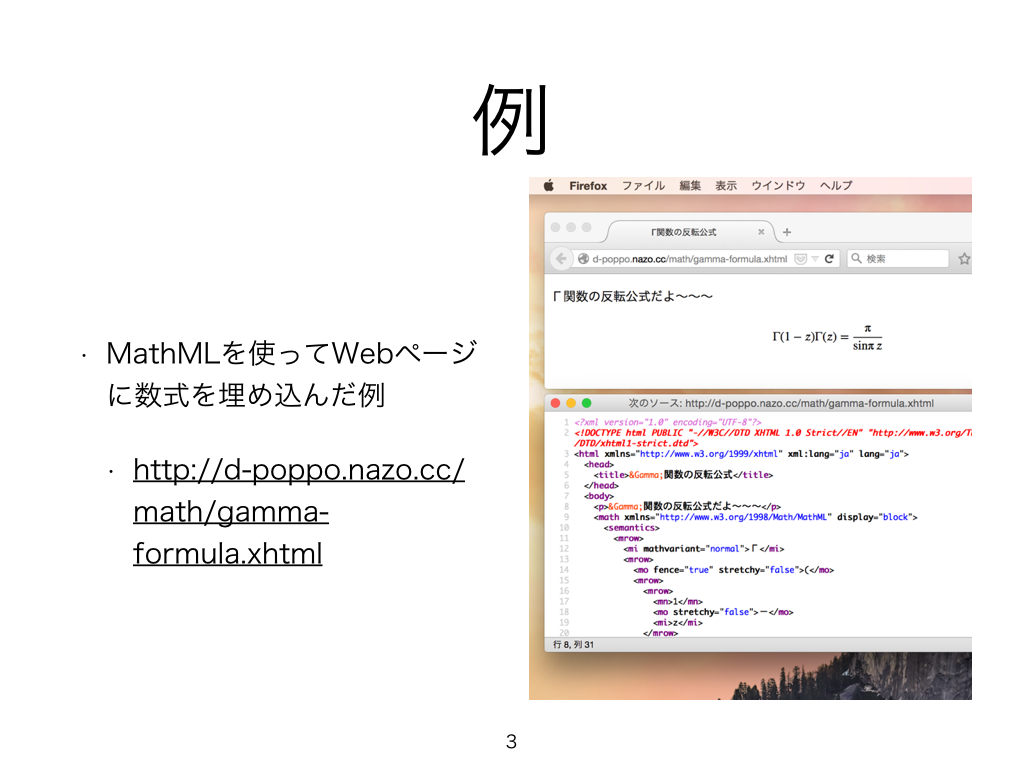 例
・ MathMLを使ってWebページ
に数式を埋め込んだ例
・ http://d-poppo.nazo.cc/
math/gamma-
formula.xhtml
Firefox ファイル 編集 表示 ウインドウ ヘルプ
Γ関数の反転公式 × +
d-poppo.nazo.cc/math/gamma-formula.xhtml 検索
Γ関数の反転公式だよ〜〜〜
Γ(1 − z)Γ(z) = π / sin π z
次のソース: http://d-poppo.nazo.cc/math/gamma-formula.xhtml
1 <?xml version="1.0" encoding="UTF-8"?>
2 <!DOCTYPE html PUBLIC "-//W3C//DTD XHTML 1.0 Strict//EN" "http://www.w3.org/T
/DTD/xhtml1-strict.dtd">
3 <html xmlns="http://www.w3.org/1999/xhtml" xml:lang="ja" lang="ja">
4 <head>
5 <title>&Gamma;関数の反転公式</title>
6 </head>
7 <body>
8 <p>&Gamma;関数の反転公式だよ〜〜〜</p>
9 <math xmlns="http://www.w3.org/1998/Math/MathML" display="block">
10 <semantics>
11 <mrow>
12 <mi mathvariant="normal">Γ</mi>
13 <mrow>
14 <mo fence="true" stretchy="false">(</mo>
15 <mrow>
16 <mrow>
17 <mn>1</mn>
18 <mo stretchy="false">−</mo>
19 <mi>z</mi>
20 </mrow>
行 8, 列 31
3